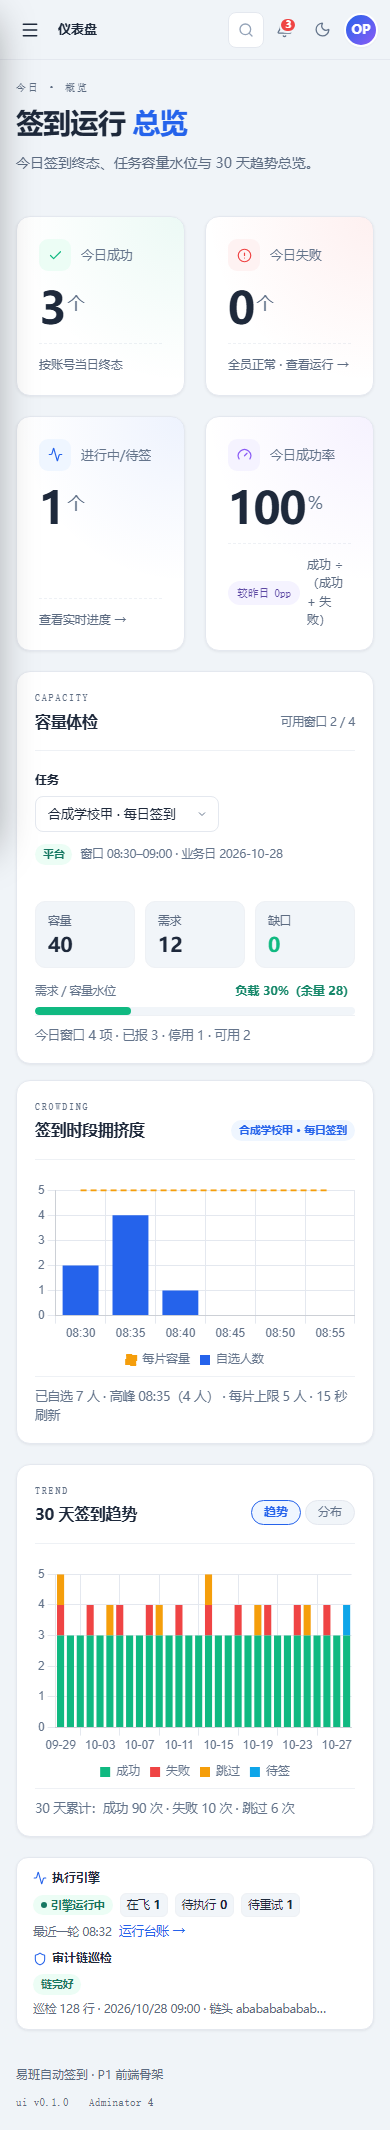 仪表盘
3
OP
今日 · 概览
签到运行 总览
今日签到终态、任务容量水位与 30 天趋势总览。
今日成功
3个
按账号当日终态
今日失败
0个
全员正常 · 查看运行 →
进行中/待签
1个
查看实时进度 →
今日成功率
100%
较昨日 0pp
成功 ÷
（成功
+ 失
败）
CAPACITY
容量体检
可用窗口 2 / 4
任务
合成学校甲 · 每日签到
平台 窗口 08:30–09:00 · 业务日 2026-10-28
容量
40
需求
12
缺口
0
需求 / 容量水位
负载 30%（余量 28）
今日窗口 4 项 · 已报 3 · 停用 1 · 可用 2
CROWDING
签到时段拥挤度
合成学校甲 • 每日签到
5
4
3
2
1
0
08:30 08:35 08:40 08:45 08:50 08:55
每片容量 自选人数
已自选 7 人 · 高峰 08:35（4 人） · 每片上限 5 人 · 15 秒
刷新
TREND
30 天签到趋势
趋势 分布
5
4
3
2
1
0
09-29 10-03 10-07 10-11 10-15 10-19 10-23 10-27
成功 失败 跳过 待签
30 天累计：成功 90 次 · 失败 10 次 · 跳过 6 次
执行引擎
引擎运行中 在飞 1 待执行 0 待重试 1
最近一轮 08:32 运行台账 →
审计链巡检
链完好
巡检 128 行 · 2026/10/28 09:00 · 链头 ababababab…
易班自动签到 · P1 前端骨架
ui v0.1.0 Adminator 4